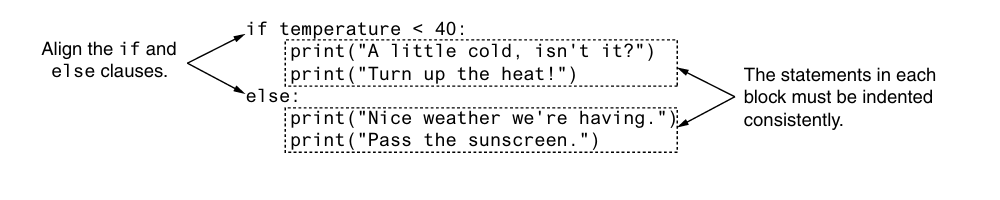 if temperature < 40:
print("A little cold, isn't it?")
print("Turn up the heat!")
else:
print("Nice weather we're having.")
print("Pass the sunscreen.")
Align the if and
else clauses.
The statements in each
block must be indented
consistently.